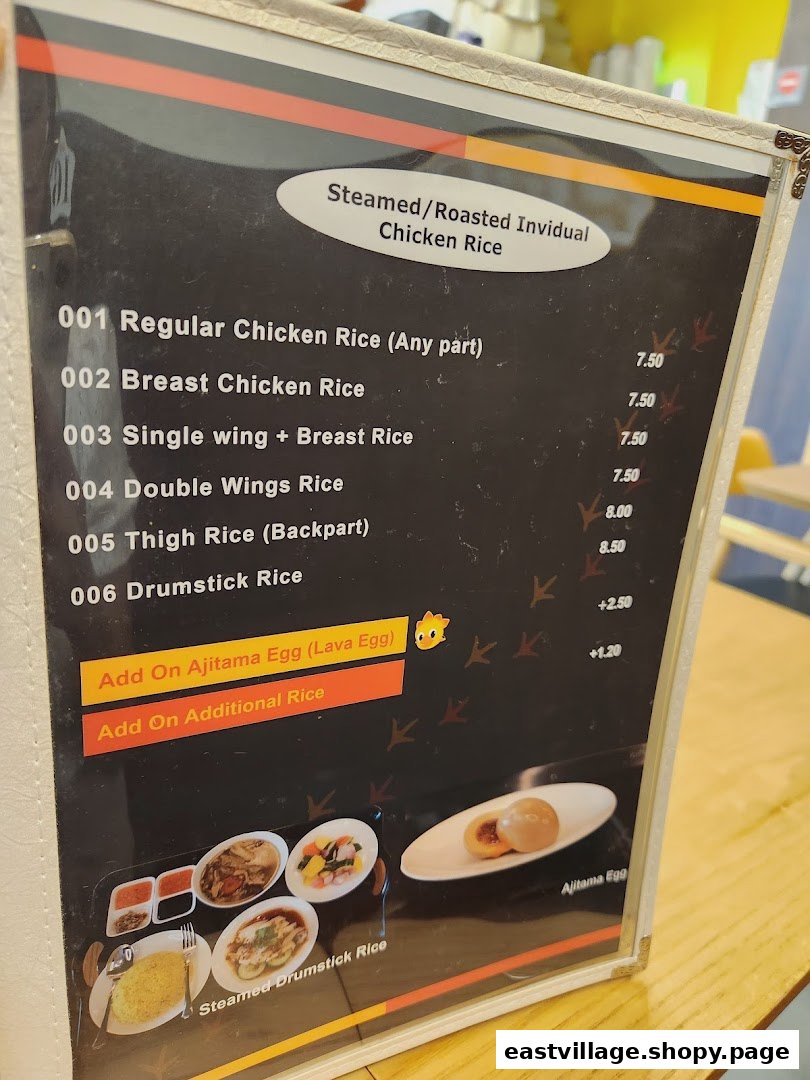 Steamed/Roasted Invidual
Chicken Rice
001 Regular Chicken Rice (Any part) 7.50
002 Breast Chicken Rice 7.50
003 Single wing + Breast Rice 7.50
004 Double Wings Rice 7.50
005 Thigh Rice (Backpart) 8.00
006 Drumstick Rice 8.50
Add On Ajitama Egg (Lava Egg) +2.50
Add On Additional Rice +1.20
Ajitama Egg
Steamed Drumstick Rice
eastvillage.shopy.page